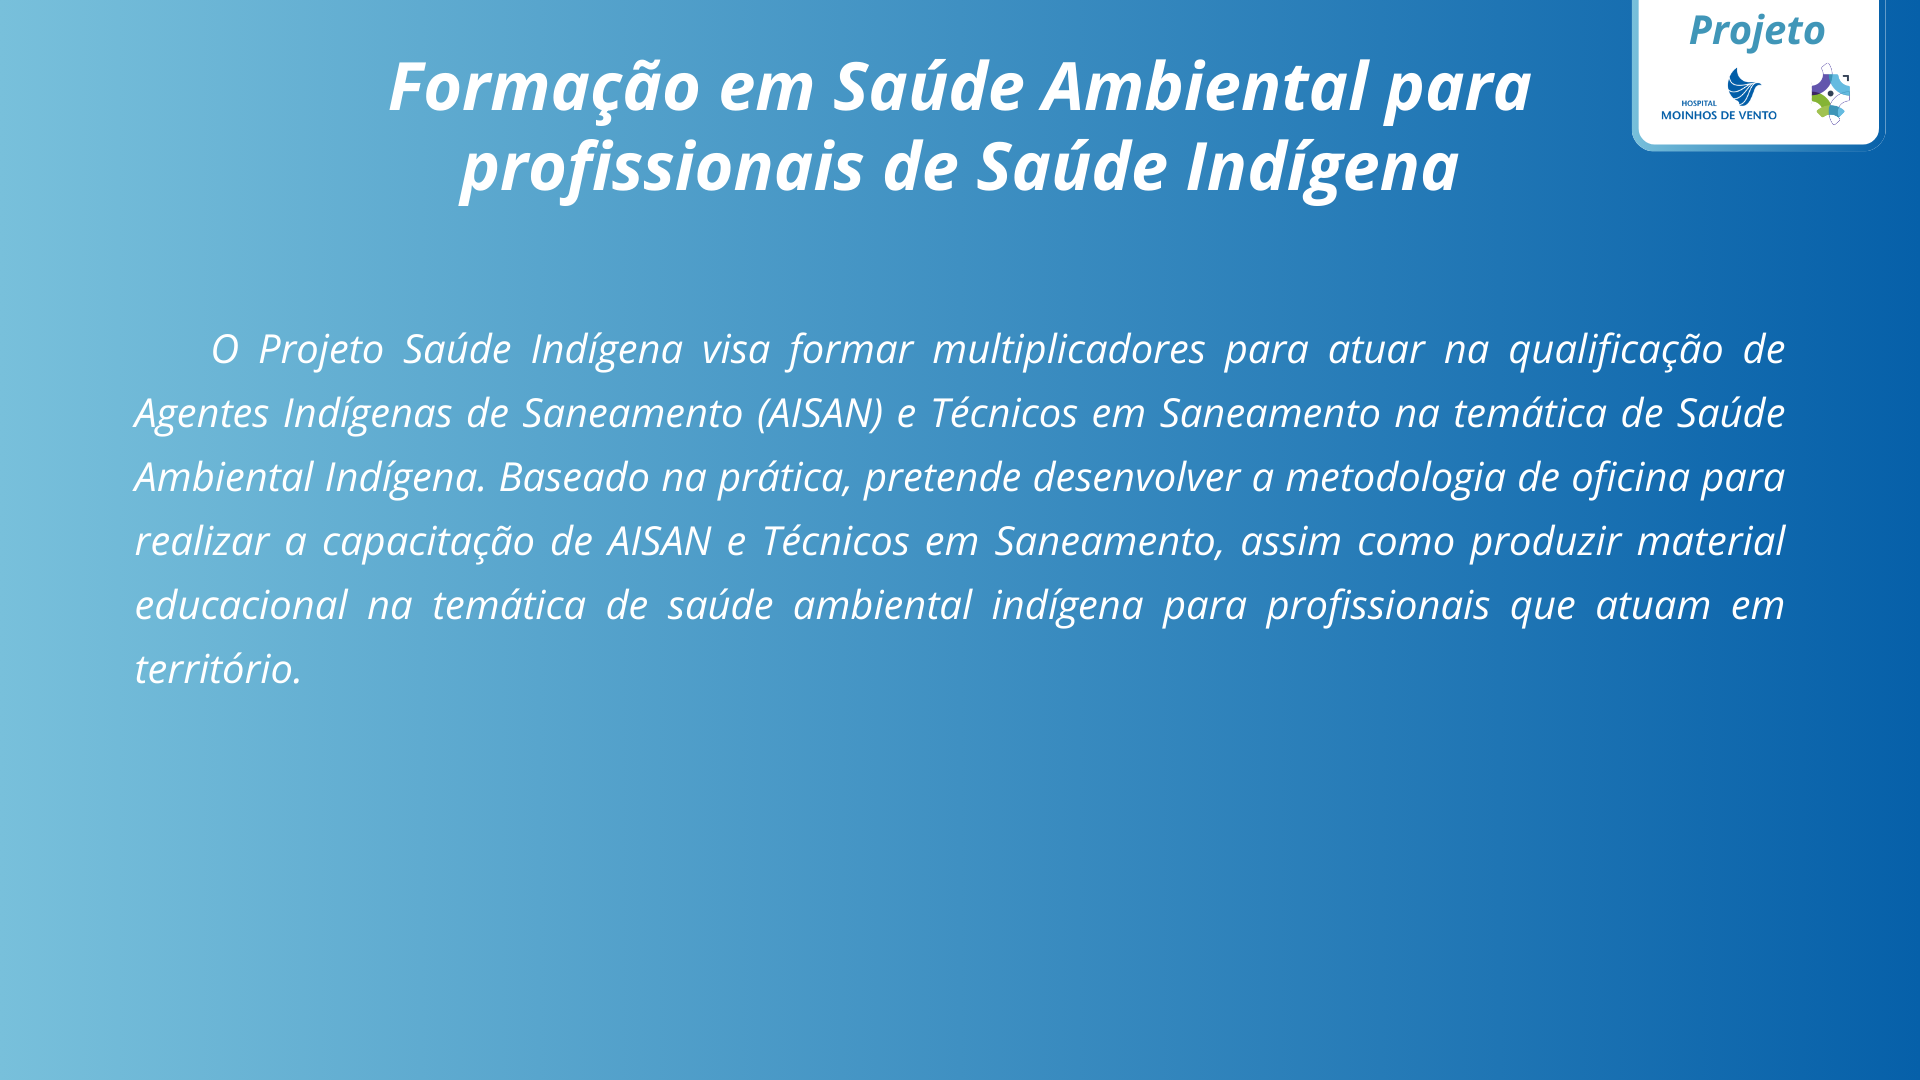 Projeto
HOSPITAL
MOINHOS DE VENTO
Formação em Saúde Ambiental para
profissionais de Saúde Indígena
O Projeto Saúde Indígena visa formar multiplicadores para atuar na qualificação de
Agentes Indígenas de Saneamento (AISAN) e Técnicos em Saneamento na temática de Saúde
Ambiental Indígena. Baseado na prática, pretende desenvolver a metodologia de oficina para
realizar a capacitação de AISAN e Técnicos em Saneamento, assim como produzir material
educacional na temática de saúde ambiental indígena para profissionais que atuam em
território.